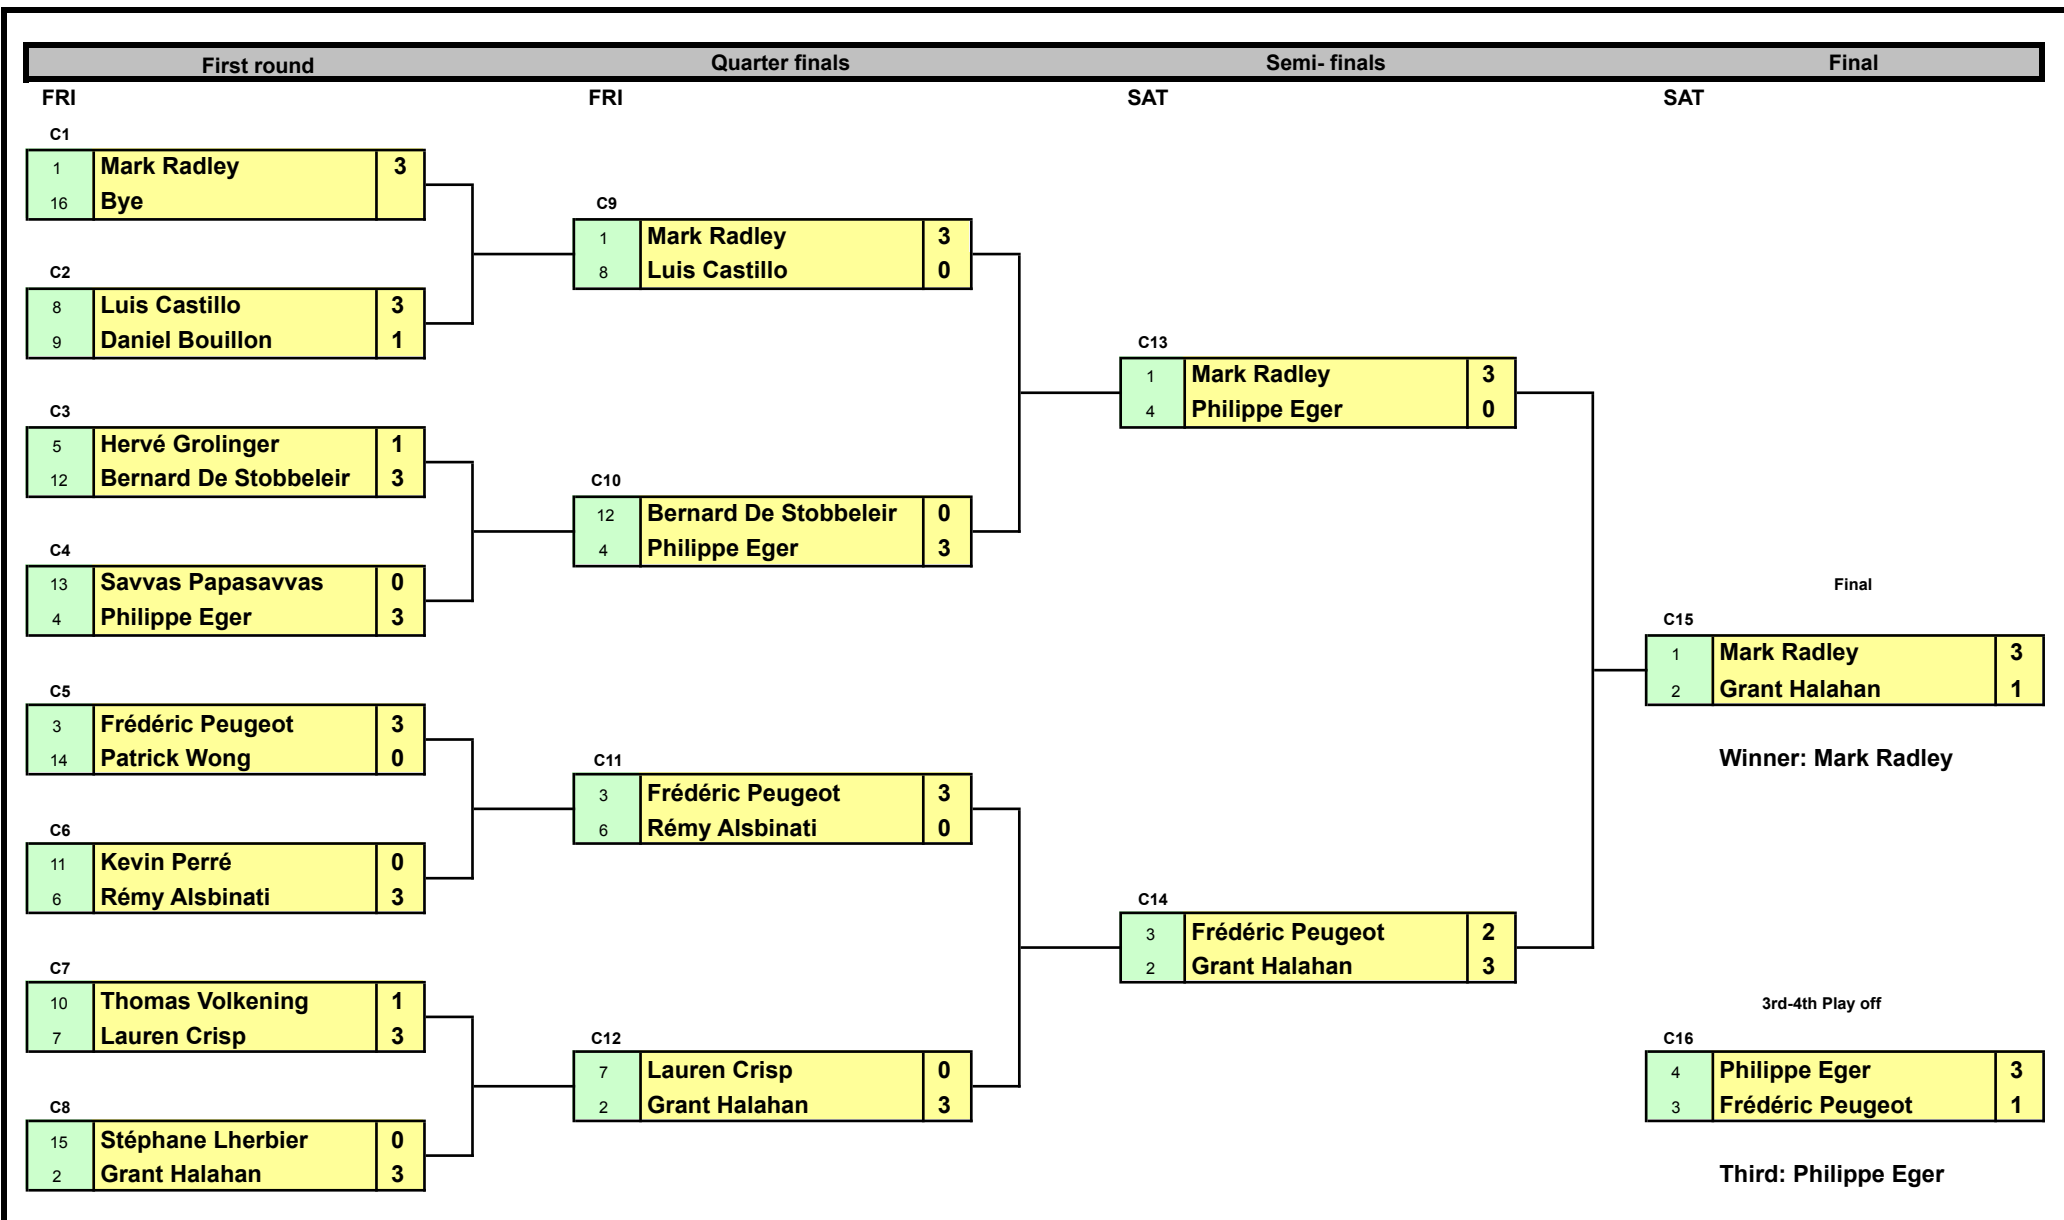 First round Quarter finals Semi- finals Final
FRI FRI SAT SAT
C1
1 Mark Radley 3
16 Bye
C2
8 Luis Castillo 3
9 Daniel Bouillon 1
C3
5 Hervé Grolinger 1
12 Bernard De Stobbeleir 3
C4
13 Savvas Papasavvas 0
4 Philippe Eger 3
C5
3 Frédéric Peugeot 3
14 Patrick Wong 0
C6
11 Kevin Perré 0
6 Rémy Alsbinati 3
C7
10 Thomas Volkening 1
7 Lauren Crisp 3
C8
15 Stéphane Lherbier 0
2 Grant Halahan 3
C9
1 Mark Radley 3
8 Luis Castillo 0
C10
12 Bernard De Stobbeleir 0
4 Philippe Eger 3
C11
3 Frédéric Peugeot 3
6 Rémy Alsbinati 0
C12
7 Lauren Crisp 0
2 Grant Halahan 3
C13
1 Mark Radley 3
4 Philippe Eger 0
C14
3 Frédéric Peugeot 2
2 Grant Halahan 3
Final
C15
1 Mark Radley 3
2 Grant Halahan 1
Winner: Mark Radley
3rd-4th Play off
C16
4 Philippe Eger 3
3 Frédéric Peugeot 1
Third: Philippe Eger